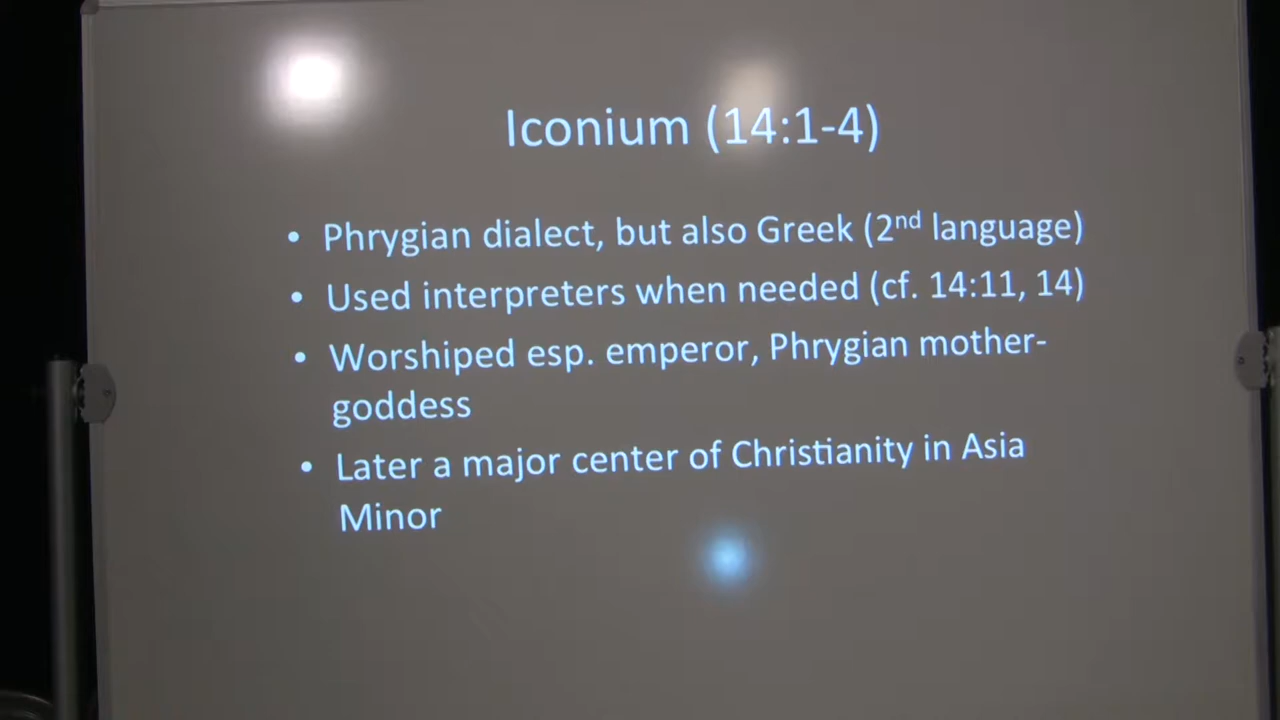 Iconium (14:1-4)
• Phrygian dialect, but also Greek (2nd language)
• Used interpreters when needed (cf. 14:11, 14)
• Worshiped esp. emperor, Phrygian mother-
goddess
• Later a major center of Christianity in Asia
Minor